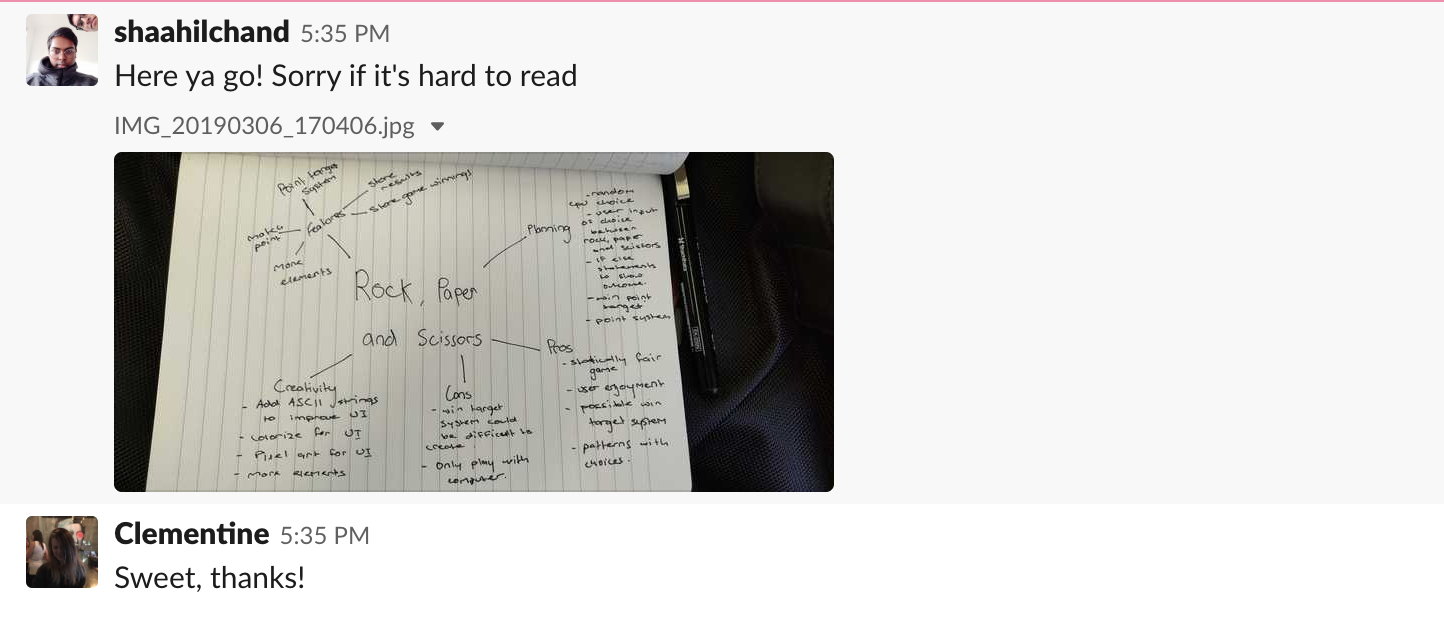 shaahilchand 5:35 PM
Here ya go! Sorry if it's hard to read
IMG_20190306_170406.jpg
Point target
system
store
results
store game winnings
features
match
point
More
elements
Planning
- random
cpu choice
- user input
of choice
between
rock, paper
and scissors
- if else
statements
to show
outcome
- win point
target
- point system
Rock, Paper
and Scissors
Pros
- statically fair
game
- user enjoyment
- possible win
target system
- patterns with
choices.
Creativity
- Add ASCII strings
to improve UI
- colorize for UI
- Pixel art for UI
- More elements
Cons
- win target
system could
be difficult to
create.
- Only play with
computer.
Clementine 5:35 PM
Sweet, thanks!